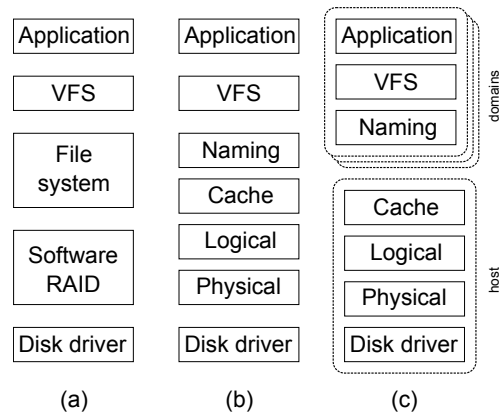 Application
VFS
File
system
Software
RAID
Disk driver
(a)
Application
VFS
Naming
Cache
Logical
Physical
Disk driver
(b)
Application
VFS
Naming
domains
Cache
Logical
Physical
Disk driver
host
(c)